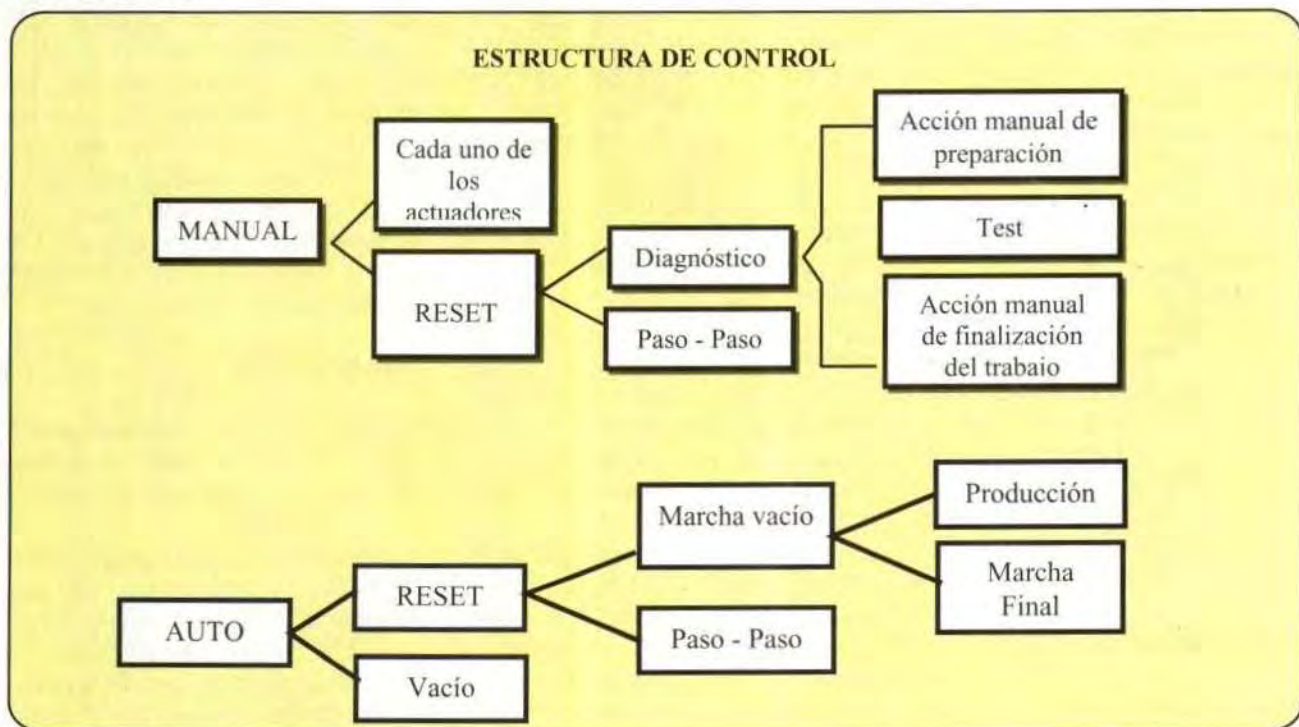 ESTRUCTURA DE CONTROL
Cada uno de
los
actuadores
MANUAL
RESET
Diagnóstico
Paso - Paso
Acción manual de
preparación
Test
Acción manual
de finalización
del trabajo
AUTO
RESET
Vacío
Marcha vacío
Paso - Paso
Producción
Marcha
Final